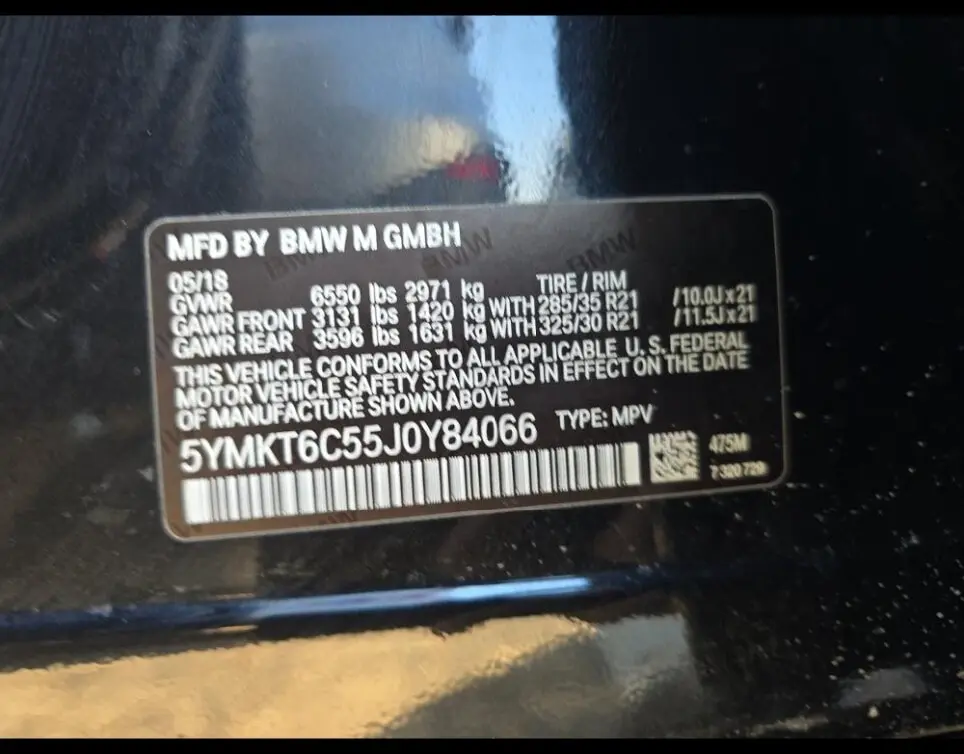 MFD BY BMW M GMBH
05/18
GVWR 6550 lbs 2971 kg TIRE / RIM
GAWR FRONT 3131 lbs 1420 kg WITH 285/35 R21 /10.0J x 21
GAWR REAR 3596 lbs 1631 kg WITH 325/30 R21 /11.5J x 21
THIS VEHICLE CONFORMS TO ALL APPLICABLE U.S. FEDERAL
MOTOR VEHICLE SAFETY STANDARDS IN EFFECT ON THE DATE
OF MANUFACTURE SHOWN ABOVE.
5YMKT6C55J0Y84066 TYPE: MPV
475M
7 320 729